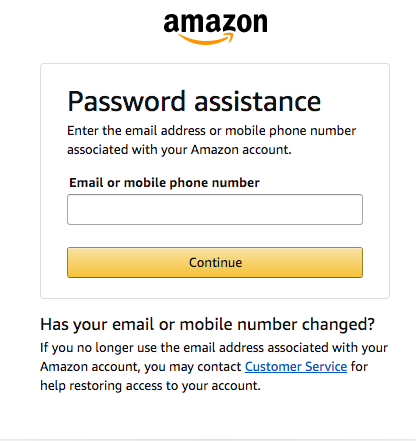 amazon
Password assistance
Enter the email address or mobile phone number
associated with your Amazon account.
Email or mobile phone number
Continue
Has your email or mobile number changed?
If you no longer use the email address associated with your
Amazon account, you may contact Customer Service for
help restoring access to your account.